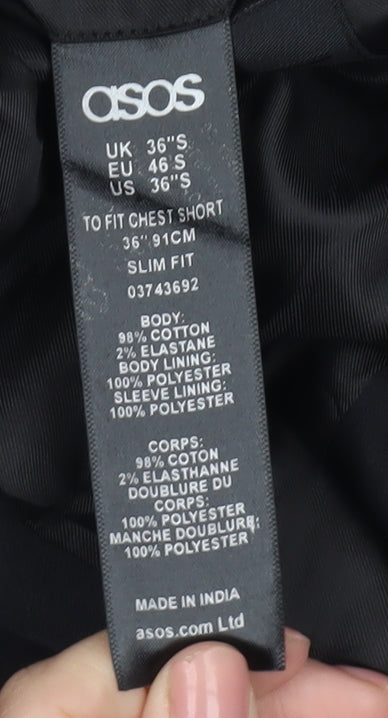 asos
UK 36"S
EU 46 S
US 36"S
TO FIT CHEST SHORT
36" 91CM
SLIM FIT
03743692
BODY:
98% COTTON
2% ELASTANE
BODY LINING:
100% POLYESTER
SLEEVE LINING:
100% POLYESTER
CORPS:
98% COTON
2% ELASTHANNE
DOUBLURE DU
CORPS:
100% POLYESTER
MANCHE DOUBLURE:
100% POLYESTER
MADE IN INDIA
asos.com Ltd